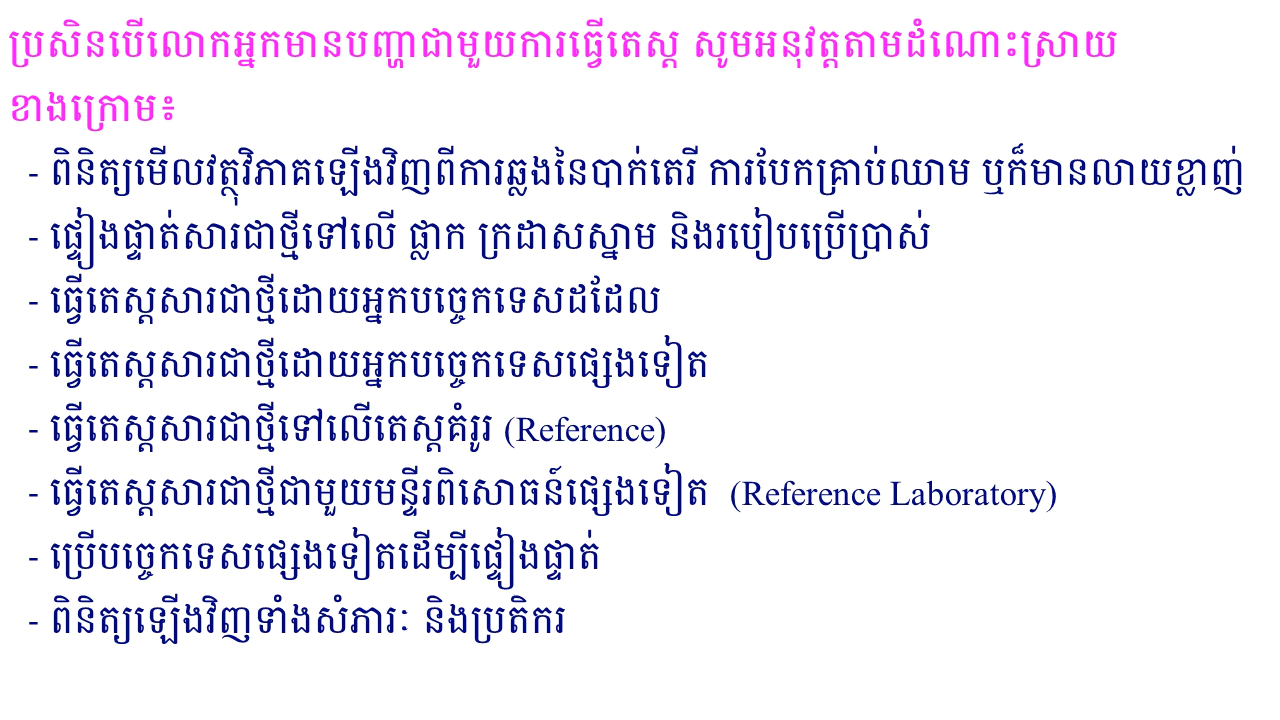 ប្រសិនបើលោកអ្នកមានបញ្ហាជាមួយការធ្វើតេស្ត សូមអនុវត្តតាមដំណោះស្រាយ
ខាងក្រោម៖
- ពិនិត្យមើលវត្ថុវិភាគឡើងវិញពីការឆ្លងនៃបាក់តេរី ការបែកគ្រាប់ឈាម ឬក៏មានលាយខ្លាញ់
- ផ្ទៀងផ្ទាត់សារជាថ្មីទៅលើ ផ្លាក ក្រដាសស្នាម និងរបៀបប្រើប្រាស់
- ធ្វើតេស្តសារជាថ្មីដោយអ្នកបច្ចេកទេសដដែល
- ធ្វើតេស្តសារជាថ្មីដោយអ្នកបច្ចេកទេសផ្សេងទៀត
- ធ្វើតេស្តសារជាថ្មីទៅលើតេស្តគំរូរ (Reference)
- ធ្វើតេស្តសារជាថ្មីជាមួយមន្ទីរពិសោធន៍ផ្សេងទៀត (Reference Laboratory)
- ប្រើបច្ចេកទេសផ្សេងទៀតដើម្បីផ្ទៀងផ្ទាត់
- ពិនិត្យឡើងវិញទាំងសំភារៈ និងប្រតិករ